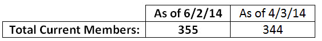 As of 6/2/14 As of 4/3/14
Total Current Members: 355 344